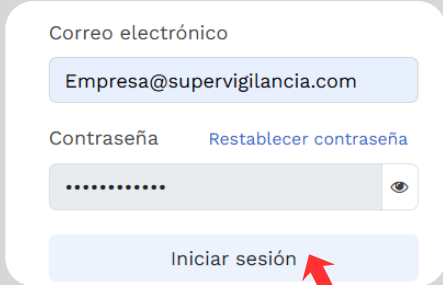 Correo electrónico
Empresa@supervigilancia.com
Contraseña Restablecer contraseña
••••••••••••
Iniciar sesión